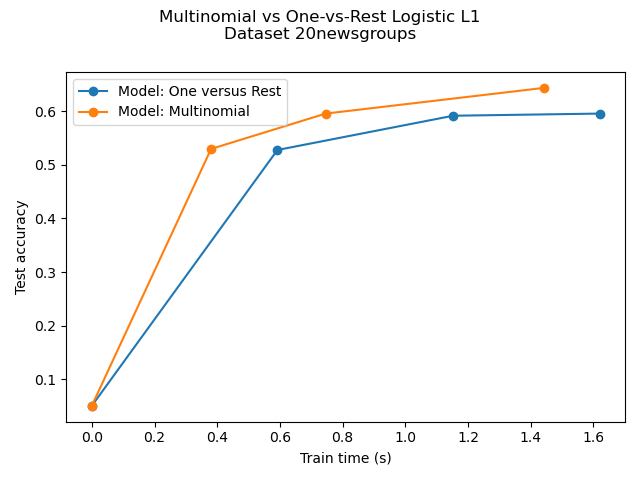 Multinomial vs One-vs-Rest Logistic L1
Dataset 20newsgroups
Model: One versus Rest
Model: Multinomial
Test accuracy
0.6
0.5
0.4
0.3
0.2
0.1
0.0 0.2 0.4 0.6 0.8 1.0 1.2 1.4 1.6
Train time (s)